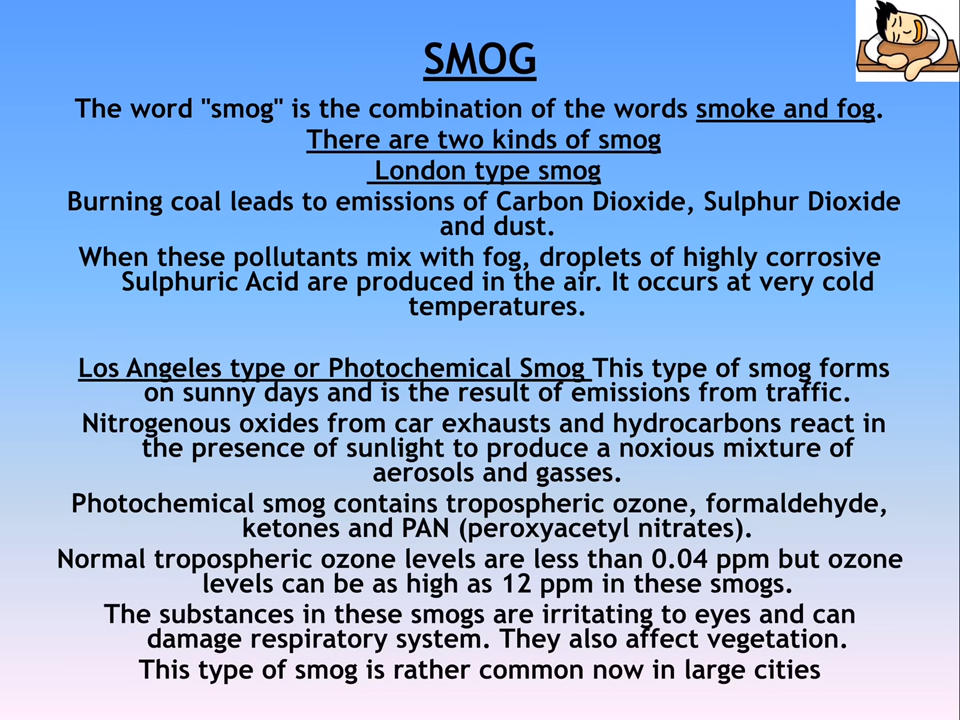 SMOG
The word "smog" is the combination of the words smoke and fog.
There are two kinds of smog
London type smog
Burning coal leads to emissions of Carbon Dioxide, Sulphur Dioxide
and dust.
When these pollutants mix with fog, droplets of highly corrosive
Sulphuric Acid are produced in the air. It occurs at very cold
temperatures.
Los Angeles type or Photochemical Smog This type of smog forms
on sunny days and is the result of emissions from traffic.
Nitrogenous oxides from car exhausts and hydrocarbons react in
the presence of sunlight to produce a noxious mixture of
aerosols and gasses.
Photochemical smog contains tropospheric ozone, formaldehyde,
ketones and PAN (peroxyacetyl nitrates).
Normal tropospheric ozone levels are less than 0.04 ppm but ozone
levels can be as high as 12 ppm in these smogs.
The substances in these smogs are irritating to eyes and can
damage respiratory system. They also affect vegetation.
This type of smog is rather common now in large cities